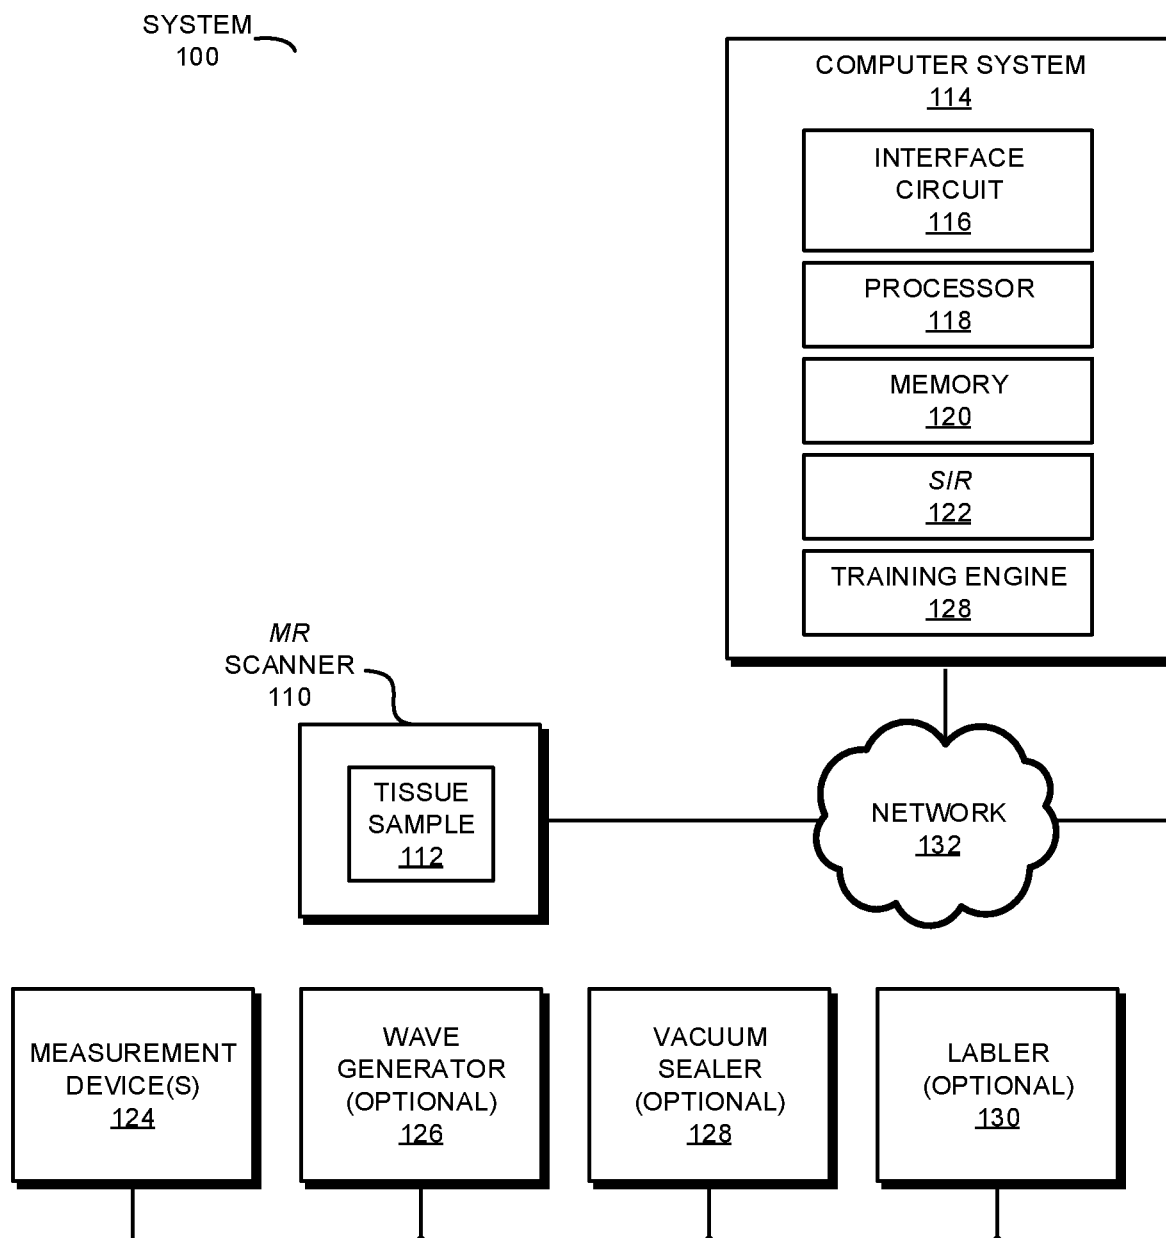 SYSTEM
100
COMPUTER SYSTEM
114
INTERFACE
CIRCUIT
116
PROCESSOR
118
MEMORY
120
SIR
122
TRAINING ENGINE
128
MR
SCANNER
110
TISSUE
SAMPLE
112
NETWORK
132
MEASUREMENT
DEVICE(S)
124
WAVE
GENERATOR
(OPTIONAL)
126
VACUUM
SEALER
(OPTIONAL)
128
LABLER
(OPTIONAL)
130